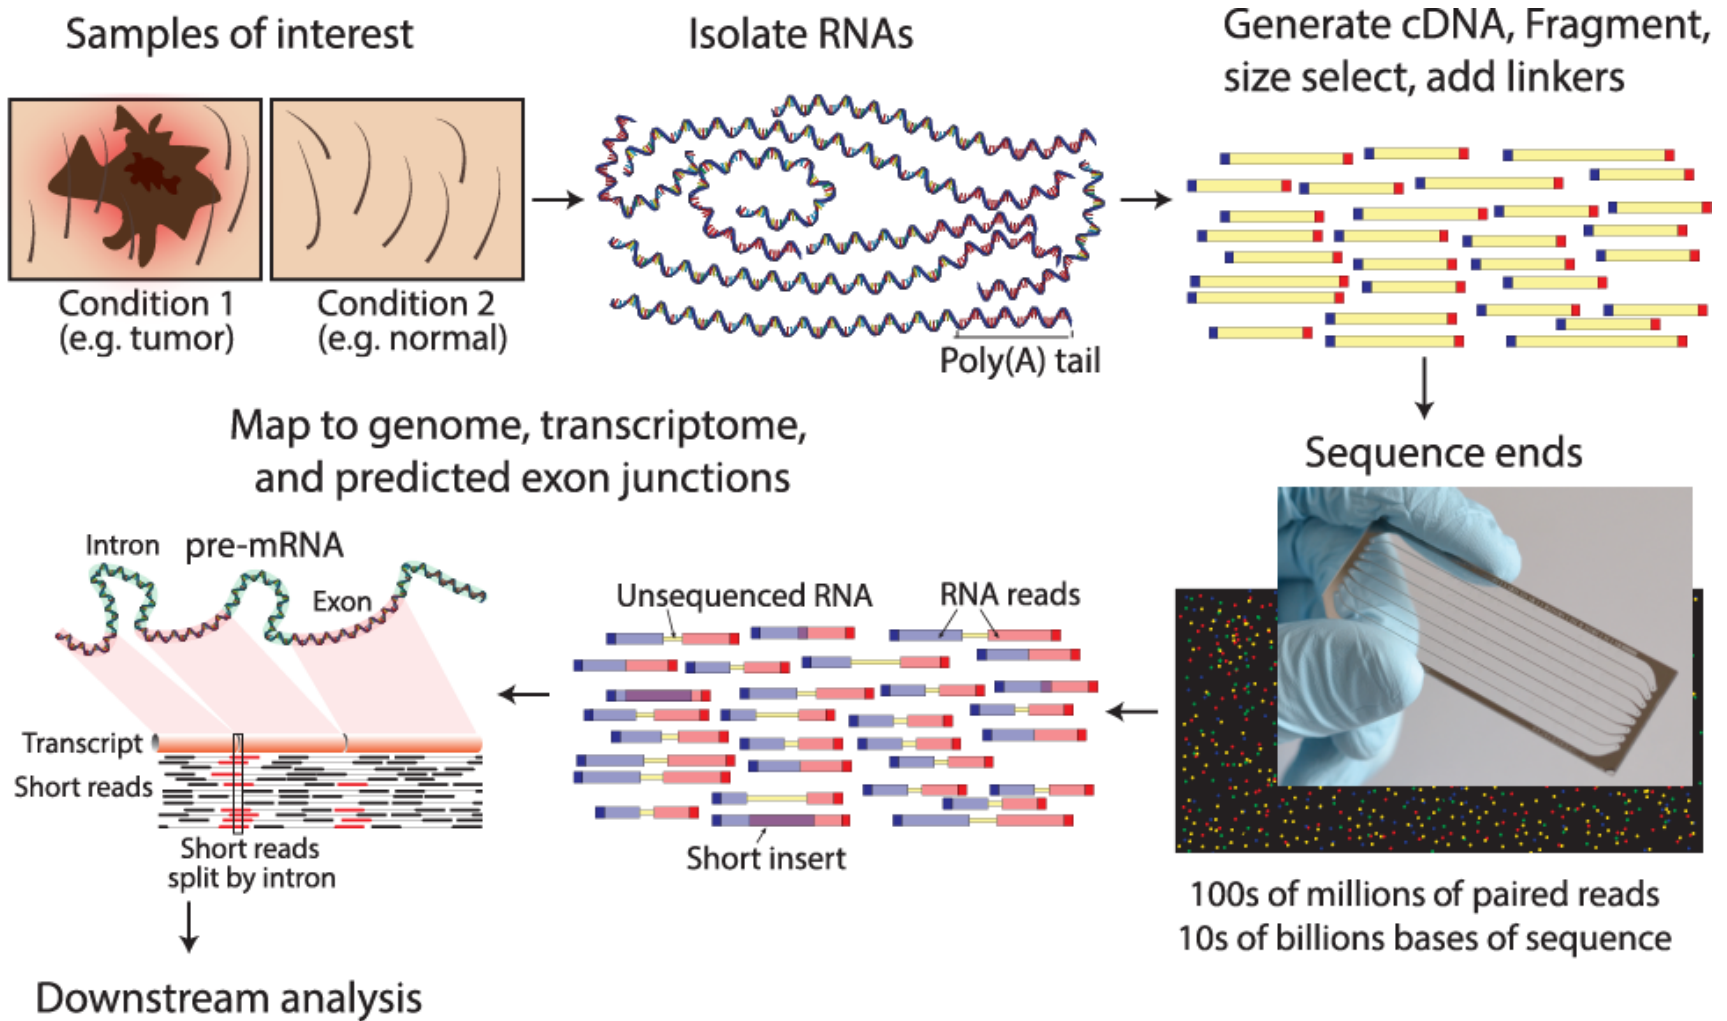 Samples of interest
Condition 1
(e.g. tumor)
Condition 2
(e.g. normal)
Isolate RNAs
Poly(A) tail
Generate cDNA, Fragment,
size select, add linkers
Sequence ends
100s of millions of paired reads
10s of billions bases of sequence
Unsequenced RNA
RNA reads
Short insert
Map to genome, transcriptome,
and predicted exon junctions
Intron
pre-mRNA
Exon
Transcript
Short reads
Short reads
split by intron
Downstream analysis